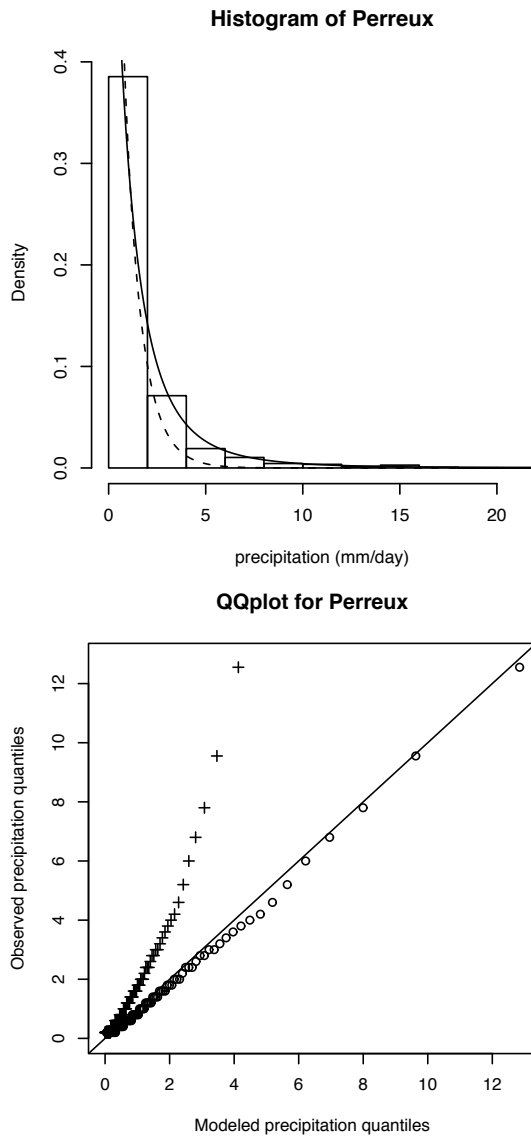 Histogram of Perreux
Density
0.4
0.3
0.2
0.1
0.0
0 5 10 15 20
precipitation (mm/day)
QQplot for Perreux
Observed precipitation quantiles
12
10
8
6
4
2
0
0 2 4 6 8 10 12
Modeled precipitation quantiles